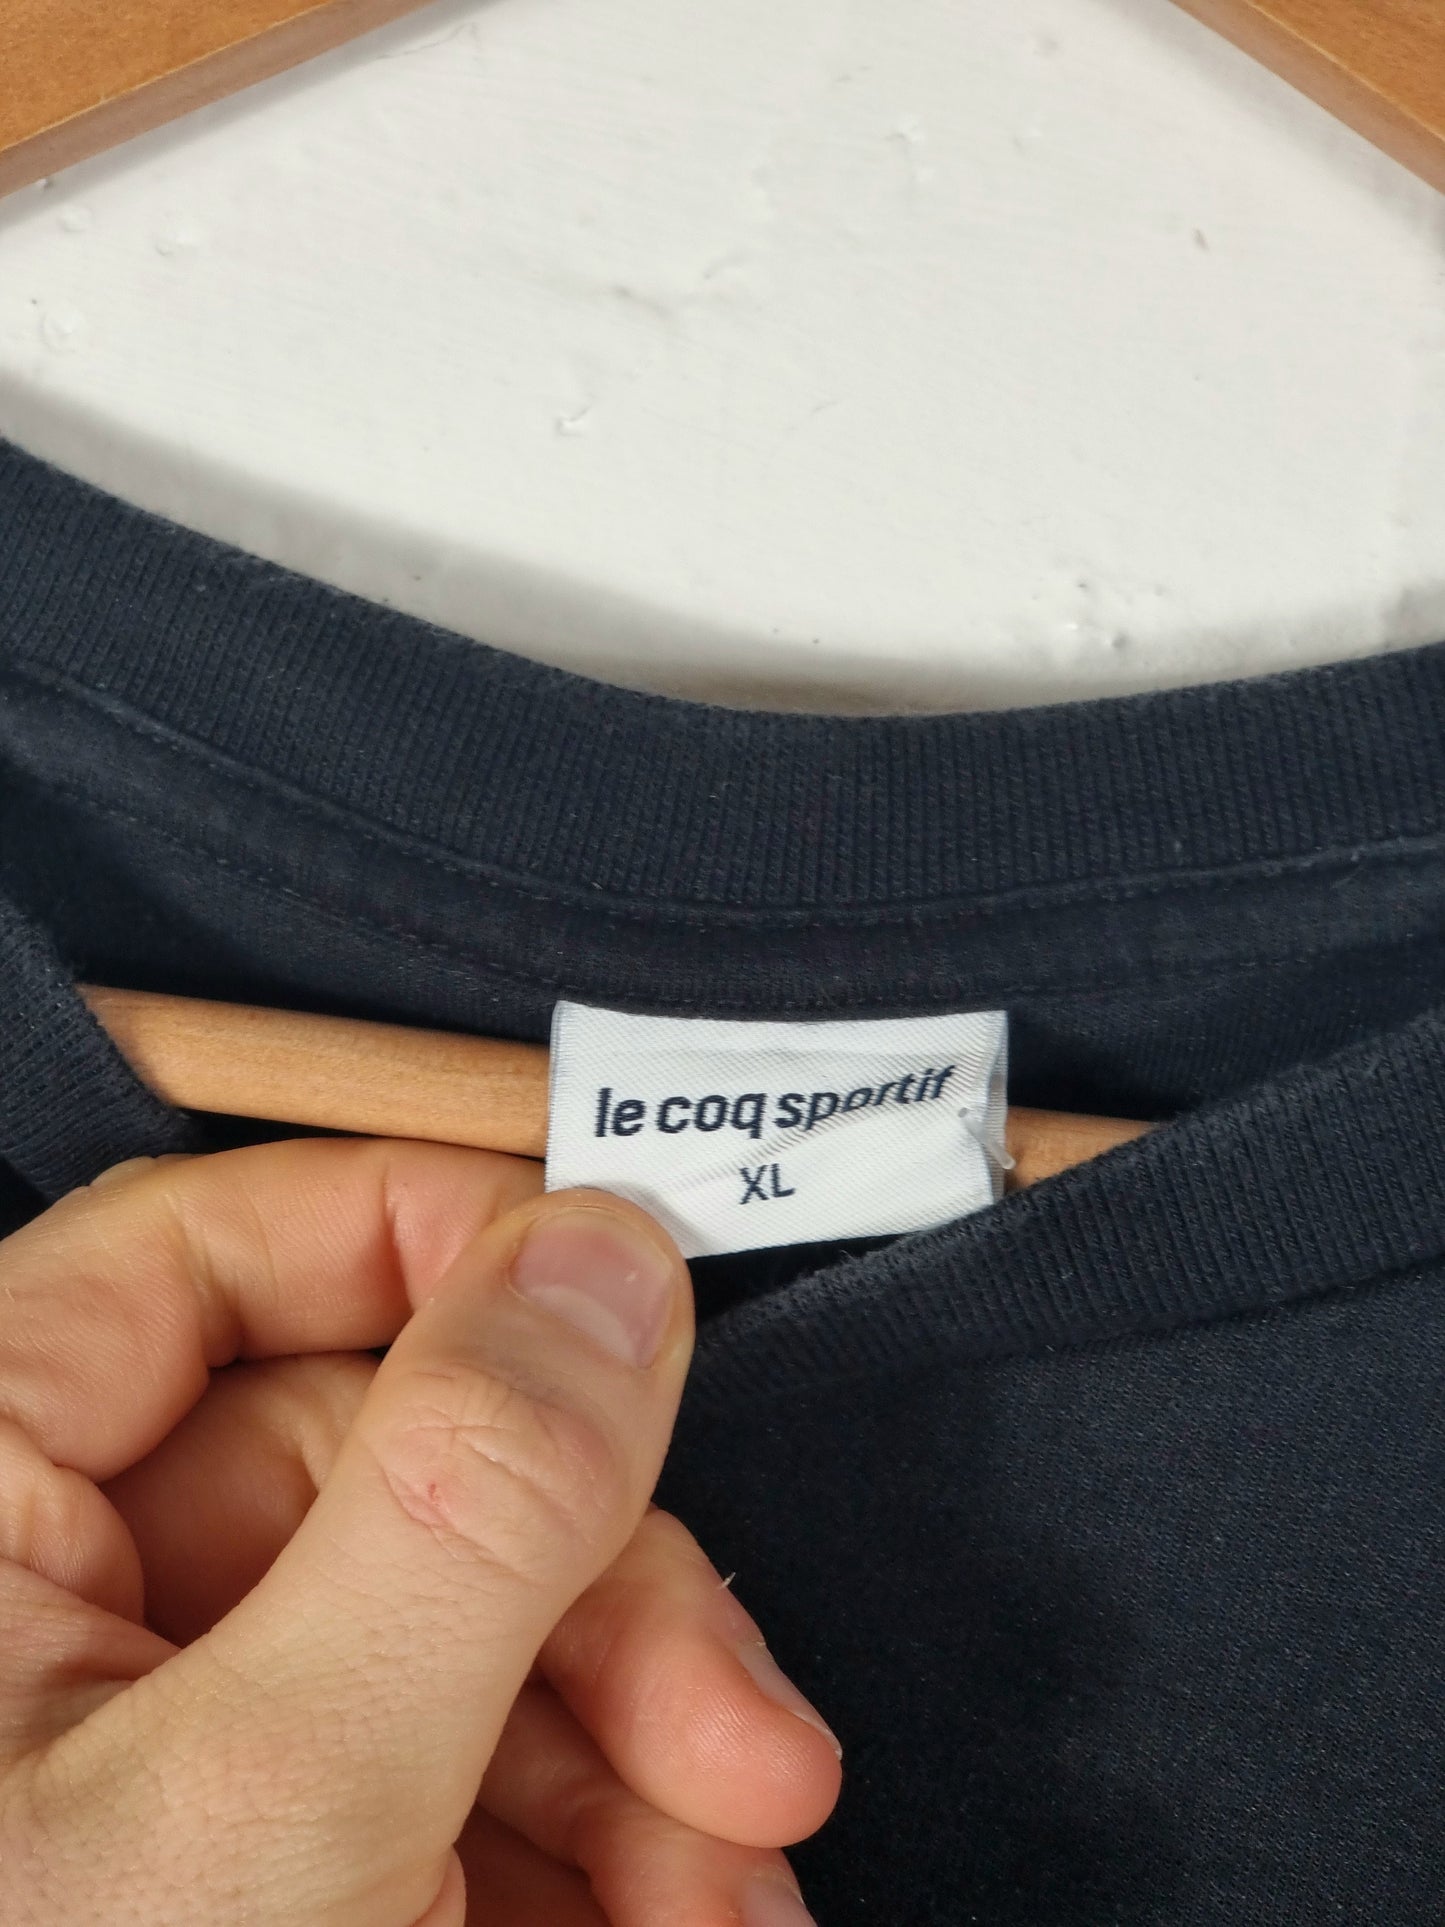 le coq sportif
XL